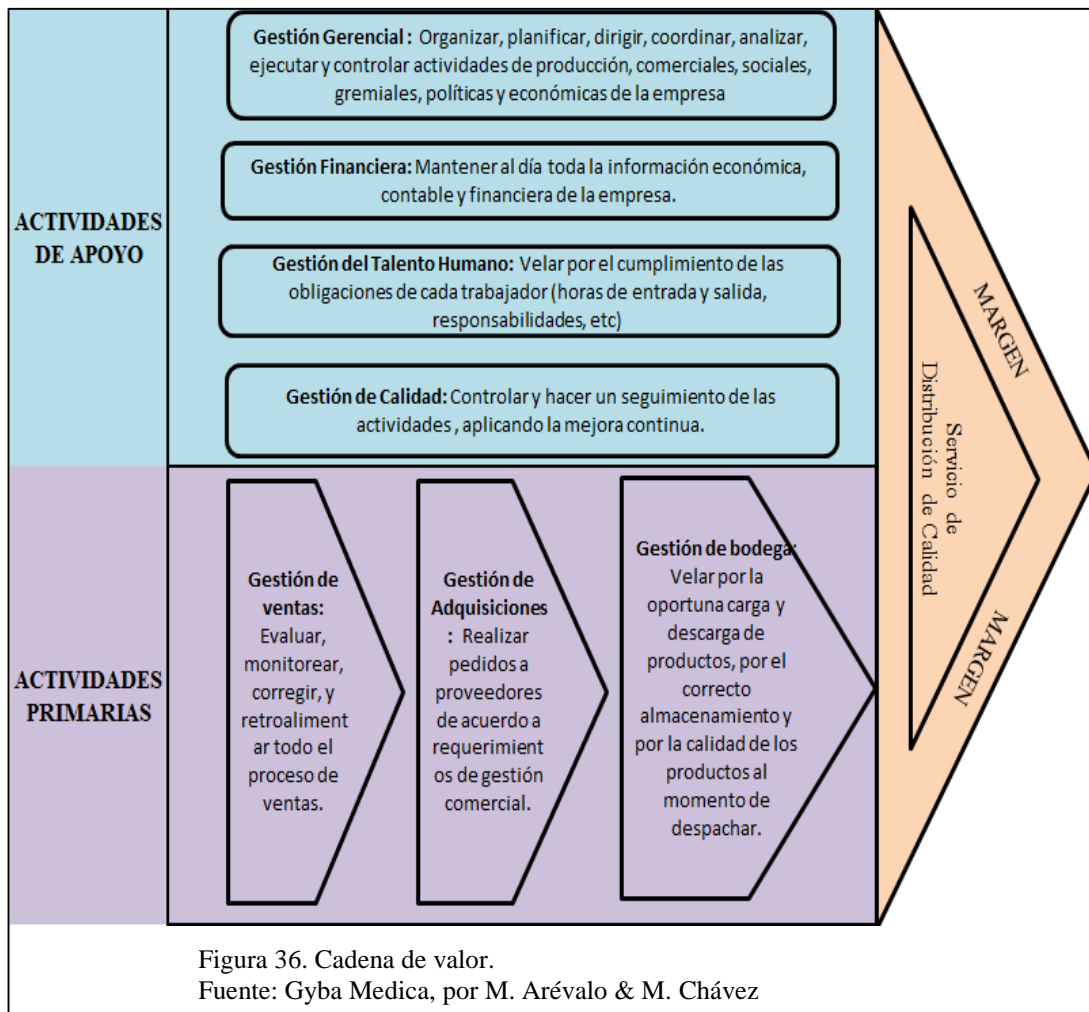 Gestión Gerencial : Organizar, planificar, dirigir, coordinar, analizar,
ejecutar y controlar actividades de producción, comerciales, sociales,
gremiales, políticas y económicas de la empresa
Gestión Financiera: Mantener al día toda la información económica,
contable y financiera de la empresa.
ACTIVIDADES
DE APOYO
Gestión del Talento Humano: Velar por el cumplimiento de las
obligaciones de cada trabajador (horas de entrada y salida,
responsabilidades, etc)
Gestión de Calidad: Controlar y hacer un seguimiento de las
actividades , aplicando la mejora continua.
ACTIVIDADES
PRIMARIAS
Gestión de
ventas:
Evaluar,
monitorear,
corregir, y
retroaliment
ar todo el
proceso de
ventas.
Gestión de
Adquisiciones
: Realizar
pedidos a
proveedores
de acuerdo a
requerimient
os de gestión
comercial.
Gestión de bodega:
Velar por la
oportuna carga y
descarga de
productos, por el
correcto
almacenamiento y
por la calidad de los
productos al
momento de
despachar.
Servicio de
Distribución de Calidad
MARGEN
MARGEN
Figura 36. Cadena de valor.
Fuente: Gyba Medica, por M. Arévalo & M. Chávez